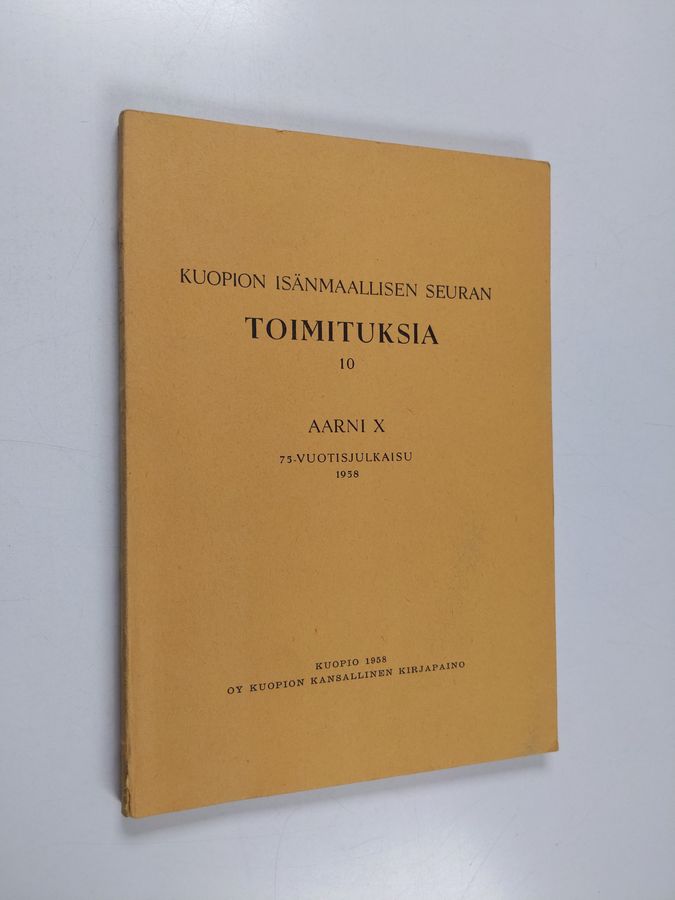 KUOPION ISÄNMAALLISEN SEURAN
TOIMITUKSIA
10
AARNI X
75-VUOTISJULKAISU
1958
KUOPIO 1958
OY KUOPION KANSALLINEN KIRJAPAINO